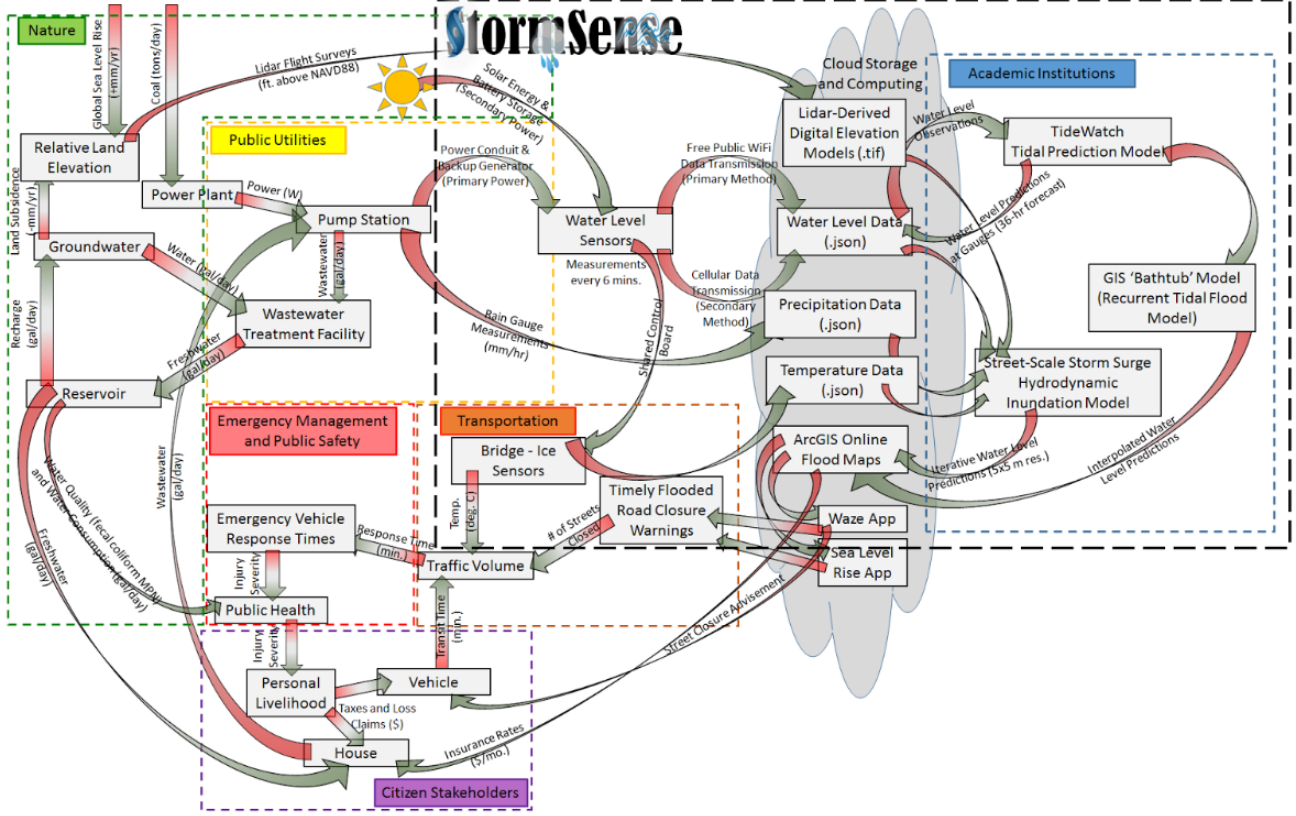 Nature
StormSense
Global Sea Level Rise
(+mm/yr)
Coal (tons/day)
Lidar Flight Surveys
(ft. above NAVD88)
Solar Energy &
Battery Storage
(Secondary Power)
Cloud Storage
and Computing
Academic Institutions
Public Utilities
Relative Land
Elevation
Power Conduit &
Backup Generator
(Primary Power)
Free Public WiFi
Data Transmission
(Primary Method)
Lidar-Derived
Digital Elevation
Models (.tif)
Water Level
Observations
TideWatch
Tidal Prediction Model
Land Subsidence
(-mm/yr)
Power Plant
Power (W)
Pump Station
Water Level
Sensors
Measurements
every 6 mins.
Water Level Data
(.json)
Water Level Predictions
at Gauges (36-hr forecast)
Groundwater
Water (gal/day)
Wastewater
(gal/day)
Cellular Data
Transmission
(Secondary
Method)
GIS ‘Bathtub’ Model
(Recurrent Tidal Flood
Model)
Recharge
(gal/day)
Wastewater
Treatment Facility
Rain Gauge
Measurements
(mm/hr)
Shared Control
Board
Precipitation Data
(.json)
Freshwater
(gal/day)
Reservoir
Temperature Data
(.json)
Street-Scale Storm Surge
Hydrodynamic
Inundation Model
Emergency Management
and Public Safety
Transportation
Wastewater
(gal/day)
Bridge - Ice
Sensors
ArcGIS Online
Flood Maps
Iterative Water Level
Predictions (5x5 m res.)
Interpolated Water
Level Predictions
Water Quality (fecal coliform MPN)
and Water Consumption (gal/day)
Freshwater
(gal/day)
Temp.
(deg. C)
Timely Flooded
Road Closure
Warnings
# of Streets
Closed
Waze App
Sea Level
Rise App
Emergency Vehicle
Response Times
Response Time
(min.)
Traffic Volume
Injury
Severity
Public Health
Transit Time
(min.)
Street Closure Advisement
Injury
Severity
Personal
Livelihood
Vehicle
Taxes and Loss
Claims ($)
House
Insurance Rates
($/mo.)
Citizen Stakeholders